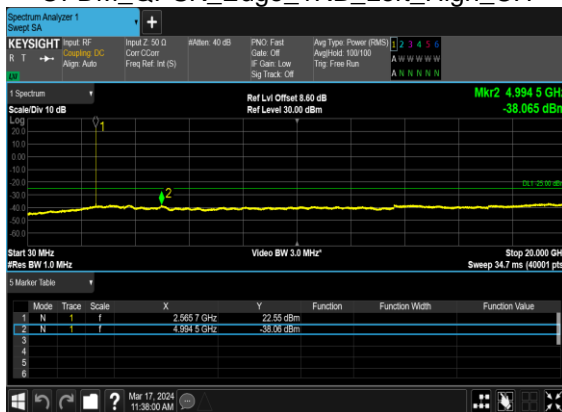 Spectrum Analyzer 1
Swept SA
+
KEYSIGHT Input: RF Input Z: 50 Ω #Atten: 40 dB PNO: Fast Avg Type: Power (RMS) 1 2 3 4 5 6
R T Coupling: DC Corr CCorr Gate: Off Avg|Hold: 100/100 A W W W W W
Align: Auto Freq Ref: Int (S) IF Gain: Low Trig: Free Run
Sig Track: Off A N N N N N
LU
1 Spectrum Ref Lvl Offset 8.60 dB Mkr2 4.994 5 GH
Scale/Div 10 dB Ref Level 30.00 dBm -38.065 dBn
Log
20.0 1
10.0
0.00
-10.0
-20.0 DL1 -25.00 dBr
-30.0 2
-40.0
-50.0
-60.0
Start 30 MHz Video BW 3.0 MHz* Stop 20.000 GH
#Res BW 1.0 MHz Sweep 34.7 ms (40001 pts
5 Marker Table
Mode Trace Scale X Y Function Function Width Function Value
1 N 1 f 2.565 7 GHz 22.55 dBm
2 N 1 f 4.994 5 GHz -38.06 dBm
3
4
5
6
? Mar 17, 2024
11:38:00 AM